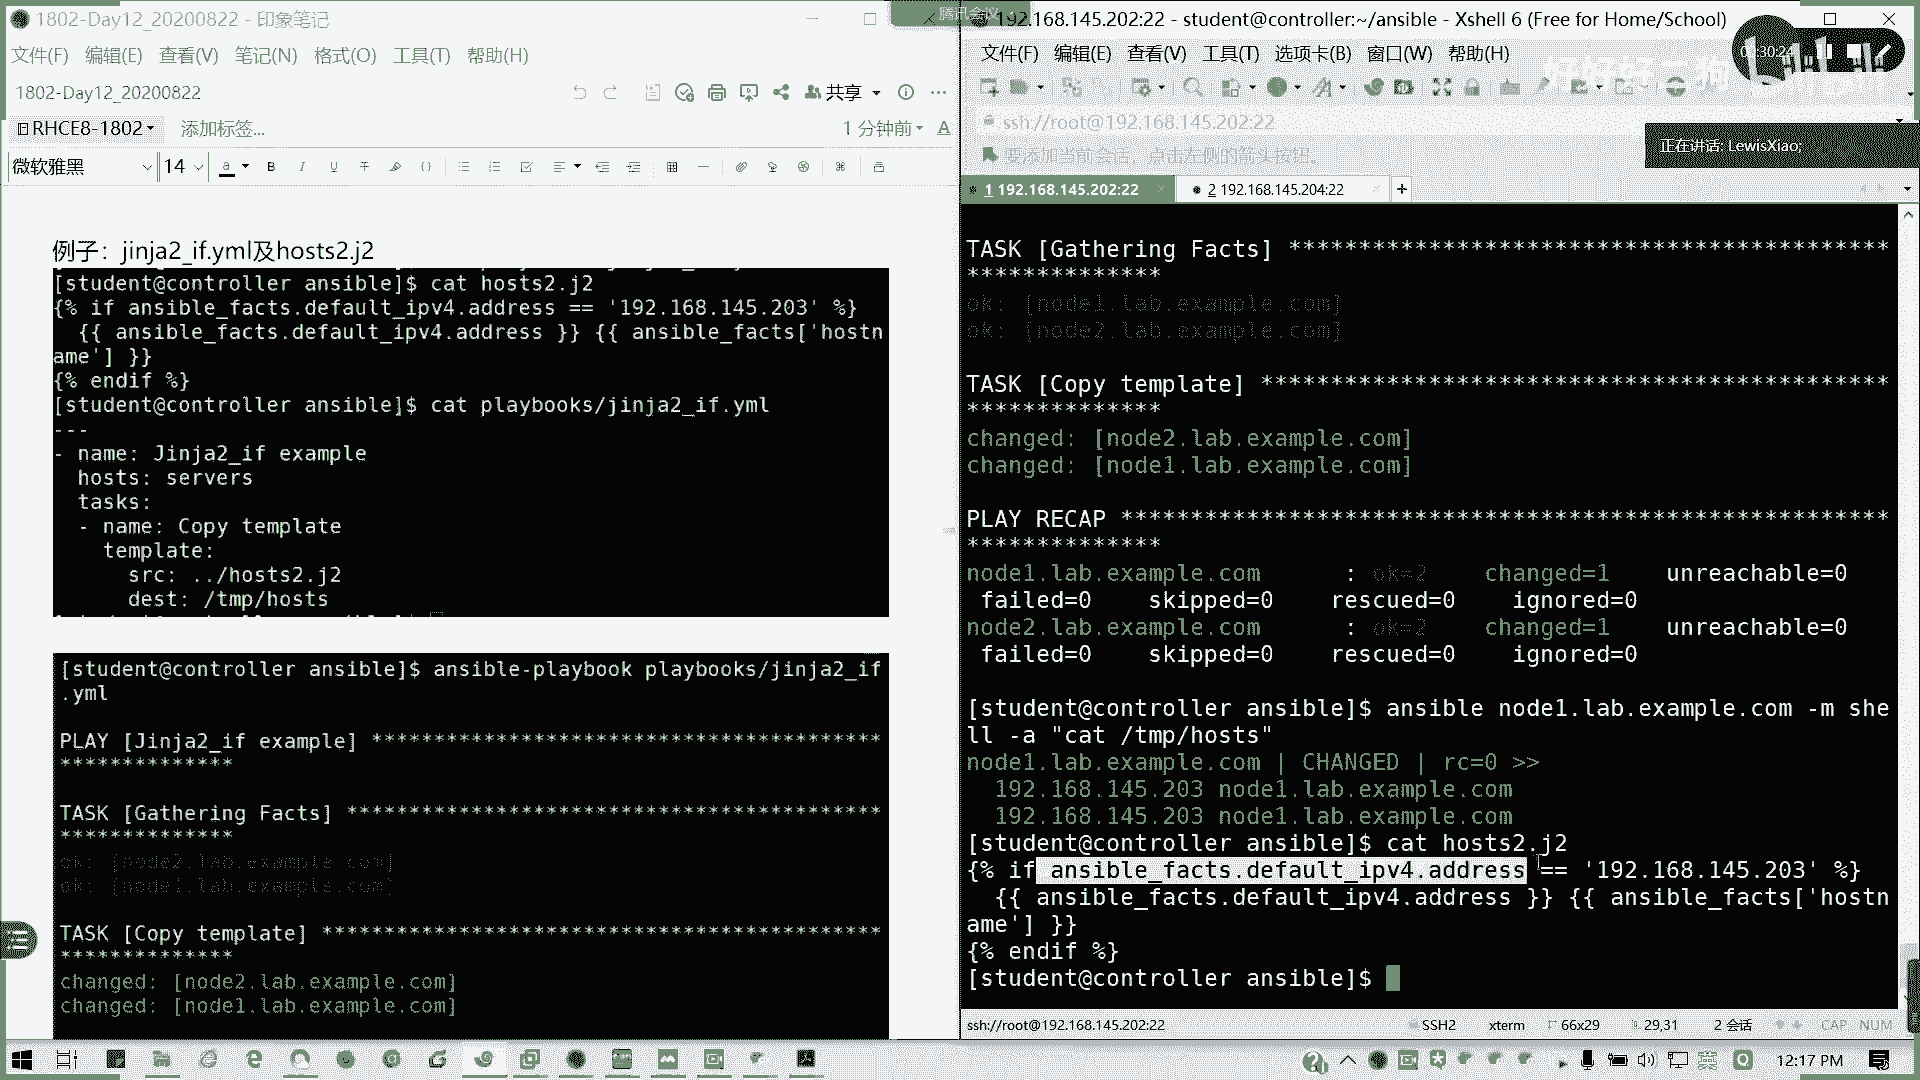 1802-Day12_20200822 - 印象笔记
文件(F) 编辑(E) 查看(V) 笔记(N) 格式(O) 工具(T) 帮助(H)
1802-Day12_20200822
共享
RHCE8-1802
添加标签...
1 分钟前
微软雅黑 14
例子：jinja2_if.yml及hosts2.j2
[student@controller ansible]$ cat hosts2.j2
{% if ansible_facts.default_ipv4.address == '192.168.145.203' %}
{{ ansible_facts.default_ipv4.address }} {{ ansible_facts['hostn
ame'] }}
{% endif %}
[student@controller ansible]$ cat playbooks/jinja2_if.yml
---
- name: Jinja2_if example
hosts: servers
tasks:
- name: Copy template
template:
src: ../hosts2.j2
dest: /tmp/hosts
[student@controller ansible]$ ansible-playbook playbooks/jinja2_if
.yml
PLAY [Jinja2_if example] ******************************************
**************
TASK [Gathering Facts] ********************************************
**************
ok: [node2.lab.example.com]
ok: [node1.lab.example.com]
TASK [Copy template] **********************************************
**************
changed: [node2.lab.example.com]
changed: [node1.lab.example.com]
腾讯会议
192.168.145.202:22 - student@controller:~/ansible - Xshell 6 (Free for Home/School)
文件(F) 编辑(E) 查看(V) 工具(T) 选项卡(B) 窗口(W) 帮助(H)
ssh://root@192.168.145.202:22
要添加当前会话，点击左侧的箭头按钮。
正在讲话: LewisXiao;
1 192.168.145.202:22
2 192.168.145.204:22
TASK [Gathering Facts] ********************************************
**************
ok: [node1.lab.example.com]
ok: [node2.lab.example.com]
TASK [Copy template] **********************************************
**************
changed: [node2.lab.example.com]
changed: [node1.lab.example.com]
PLAY RECAP ********************************************************
**************
node1.lab.example.com : ok=2 changed=1 unreachable=0
failed=0 skipped=0 rescued=0 ignored=0
node2.lab.example.com : ok=2 changed=1 unreachable=0
failed=0 skipped=0 rescued=0 ignored=0
[student@controller ansible]$ ansible node1.lab.example.com -m she
ll -a "cat /tmp/hosts"
node1.lab.example.com | CHANGED | rc=0 >>
192.168.145.203 node1.lab.example.com
192.168.145.203 node1.lab.example.com
[student@controller ansible]$ cat hosts2.j2
{% if ansible_facts.default_ipv4.address == '192.168.145.203' %}
{{ ansible_facts.default_ipv4.address }} {{ ansible_facts['hostn
ame'] }}
{% endif %}
[student@controller ansible]$
ssh://root@192.168.145.202:22 SSH2 xterm 66x29 29,31 2 会话 CAP NUM
12:17 PM